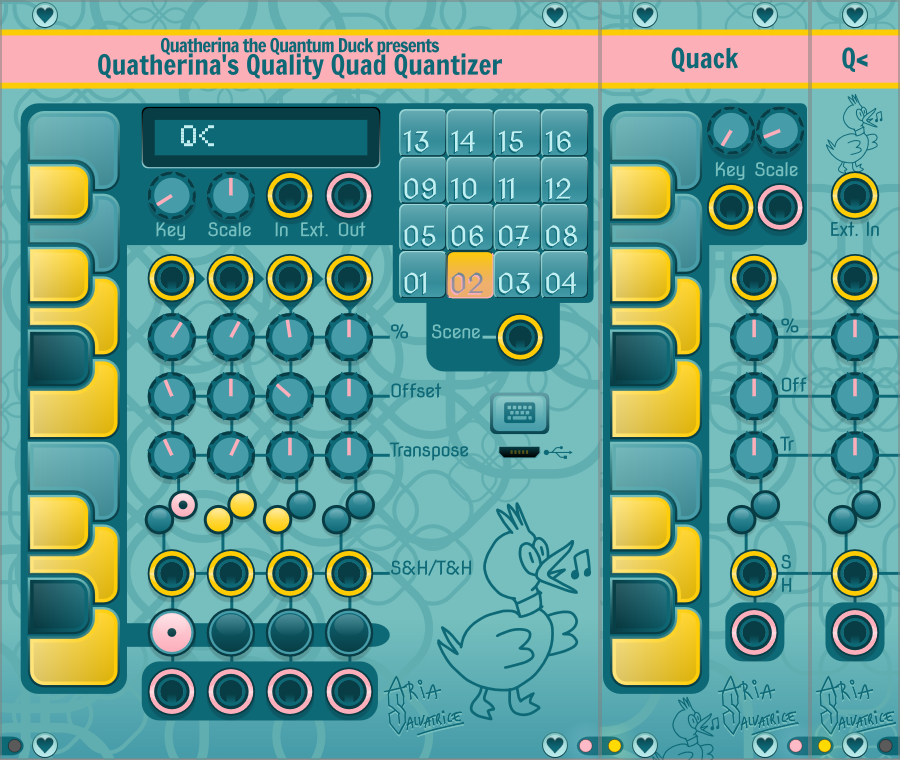 Quatherina the Quantum Duck presents
Quatherina's Quality Quad Quantizer
Quack
Q<
Q<
13 14 15 16
09 10 11 12
05 06 07 08
01 02 03 04
Key Scale In Ext. Out
Scene
%
Offset
Transpose
S&H/T&H
Aria
Salvatrice
Key Scale
%
Off
Tr
S
H
Aria
Salvatrice
Ext. In
Aria
Salvatrice